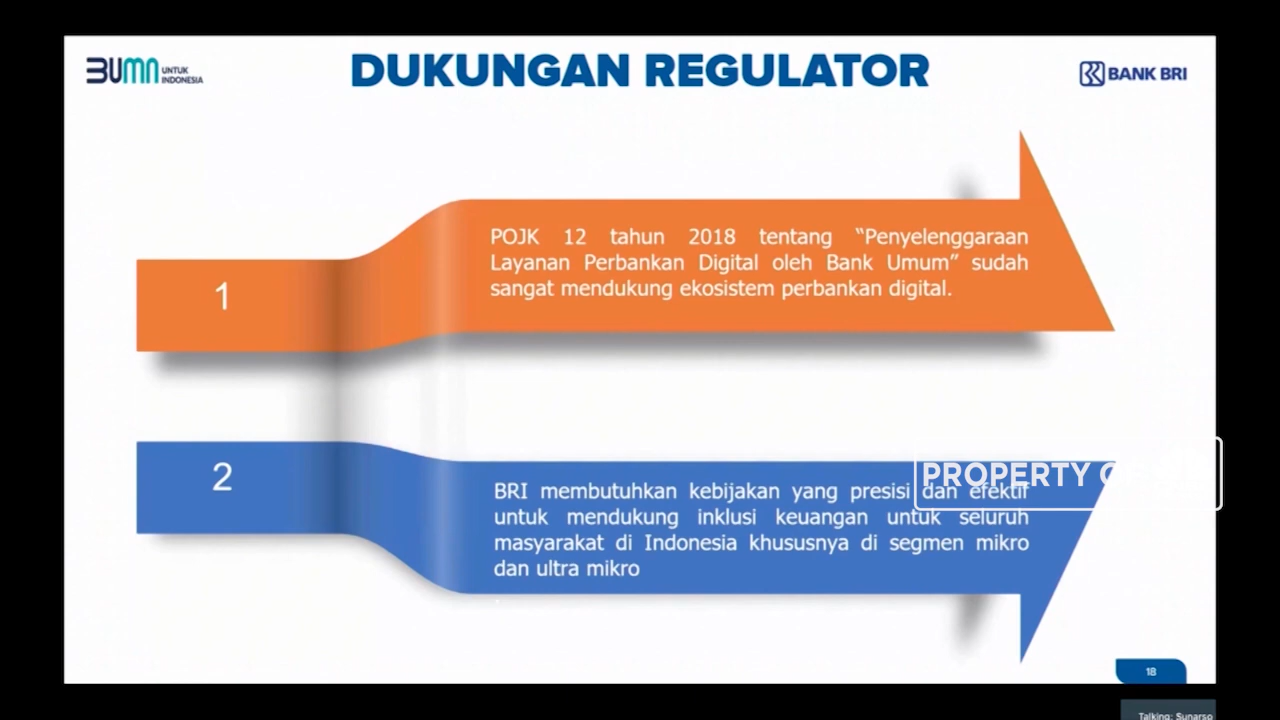 BUMN UNTUK INDONESIA
DUKUNGAN REGULATOR
BANK BRI
1
POJK 12 tahun 2018 tentang “Penyelenggaraan
Layanan Perbankan Digital oleh Bank Umum” sudah
sangat mendukung ekosistem perbankan digital.
2
PROPERTY
BRI membutuhkan kebijakan yang presisi dan efektif
untuk mendukung inklusi keuangan untuk seluruh
masyarakat di Indonesia khususnya di segmen mikro
dan ultra mikro
18
Talking: Sunarso